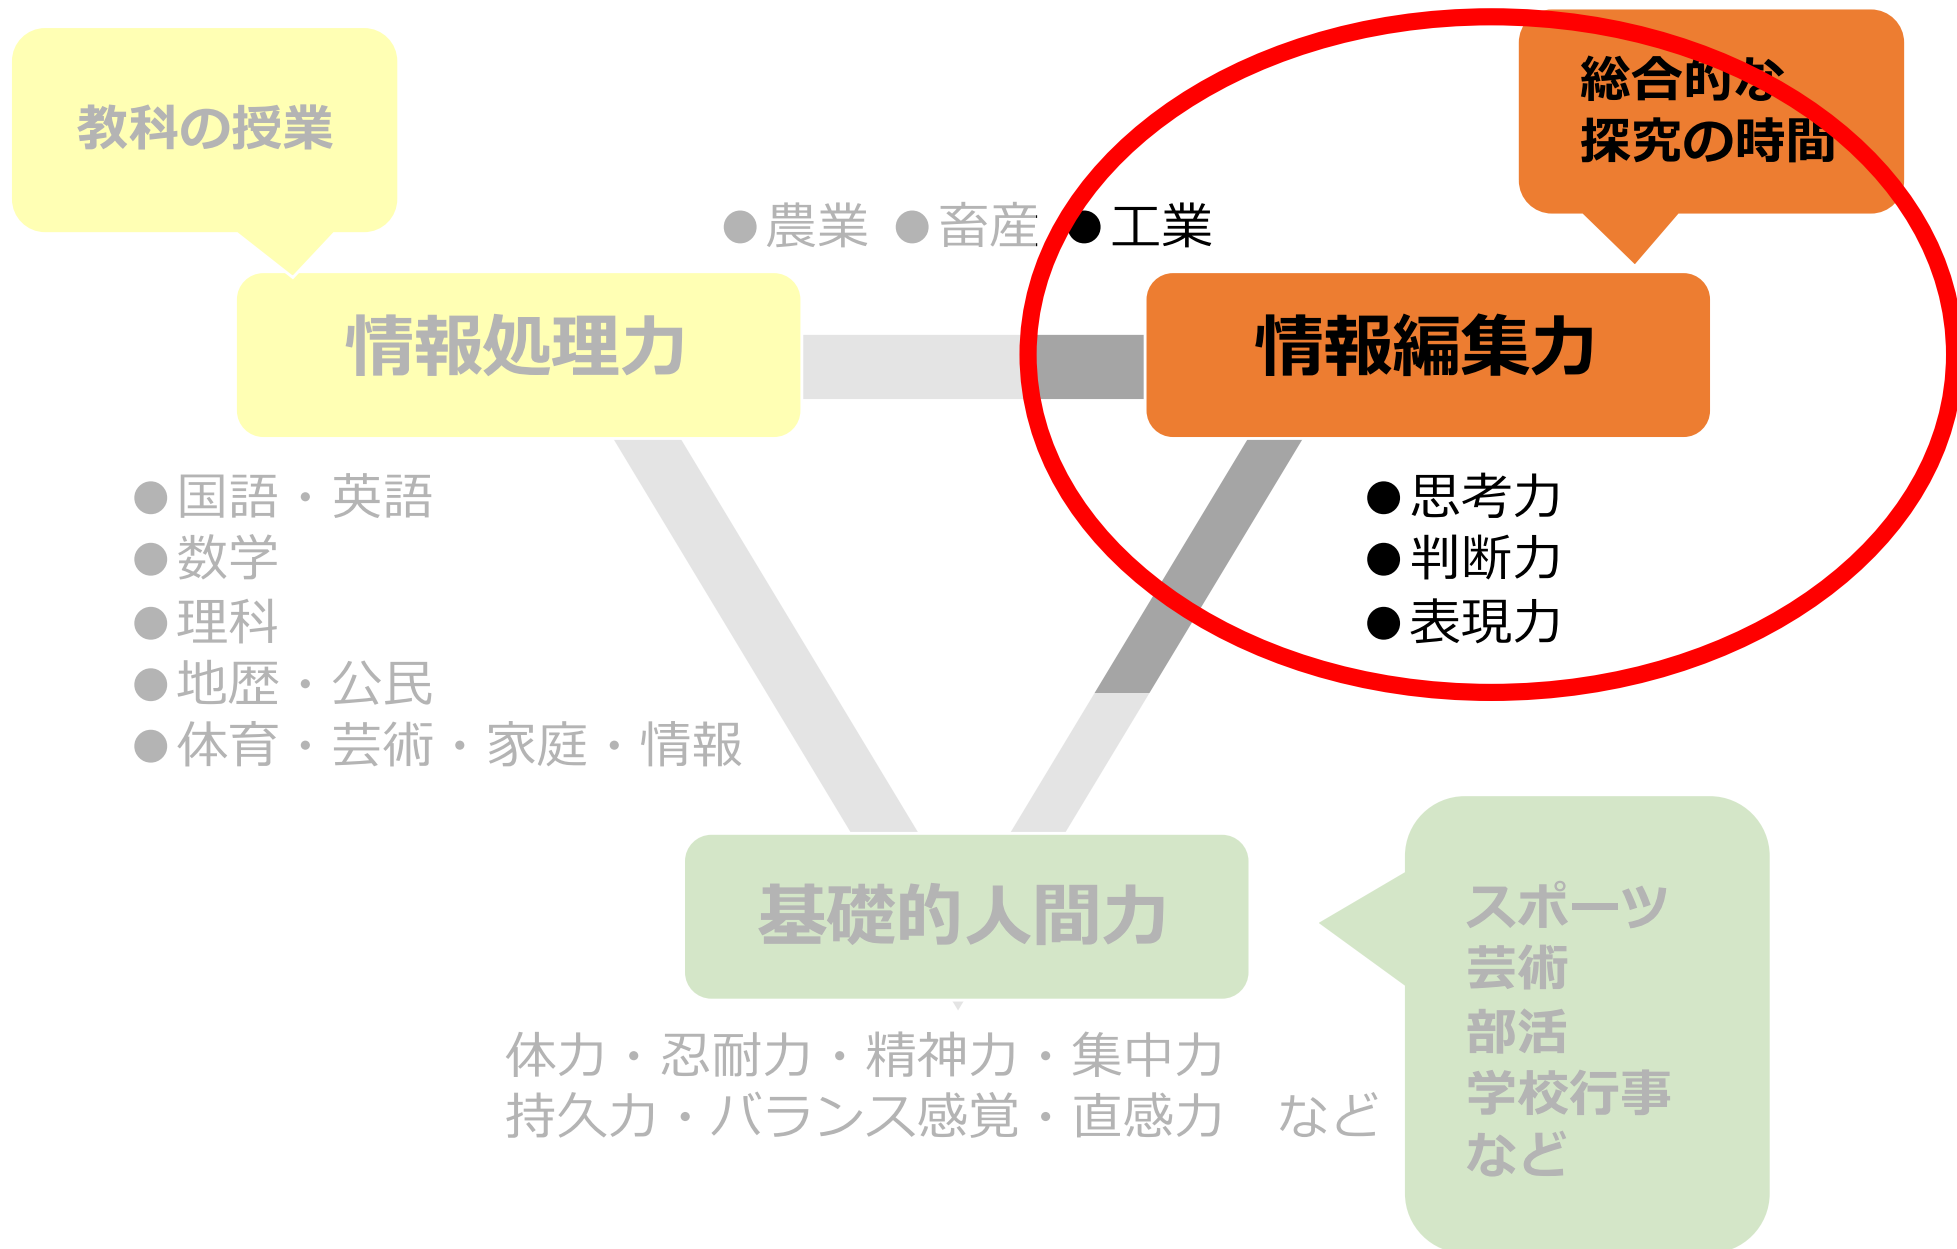 教科の授業
総合的な
探究の時間
●農業 ●畜産 ●工業
情報処理力
情報編集力
●国語・英語
●数学
●理科
●地歴・公民
●体育・芸術・家庭・情報
●思考力
●判断力
●表現力
基礎的人間力
体力・忍耐力・精神力・集中力
持久力・バランス感覚・直感力　など
スポーツ
芸術
部活
学校行事
など